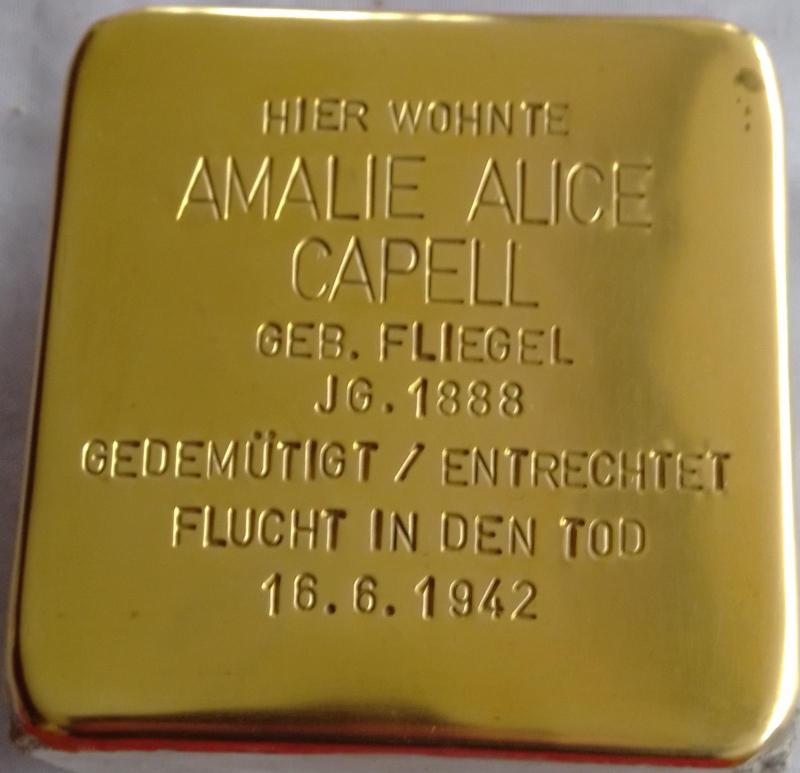 HIER WOHNTE
AMALIE ALICE
CAPELL
GEB. FLIEGEL
JG. 1888
GEDEMÜTIGT / ENTRECHTET
FLUCHT IN DEN TOD
16.6.1942